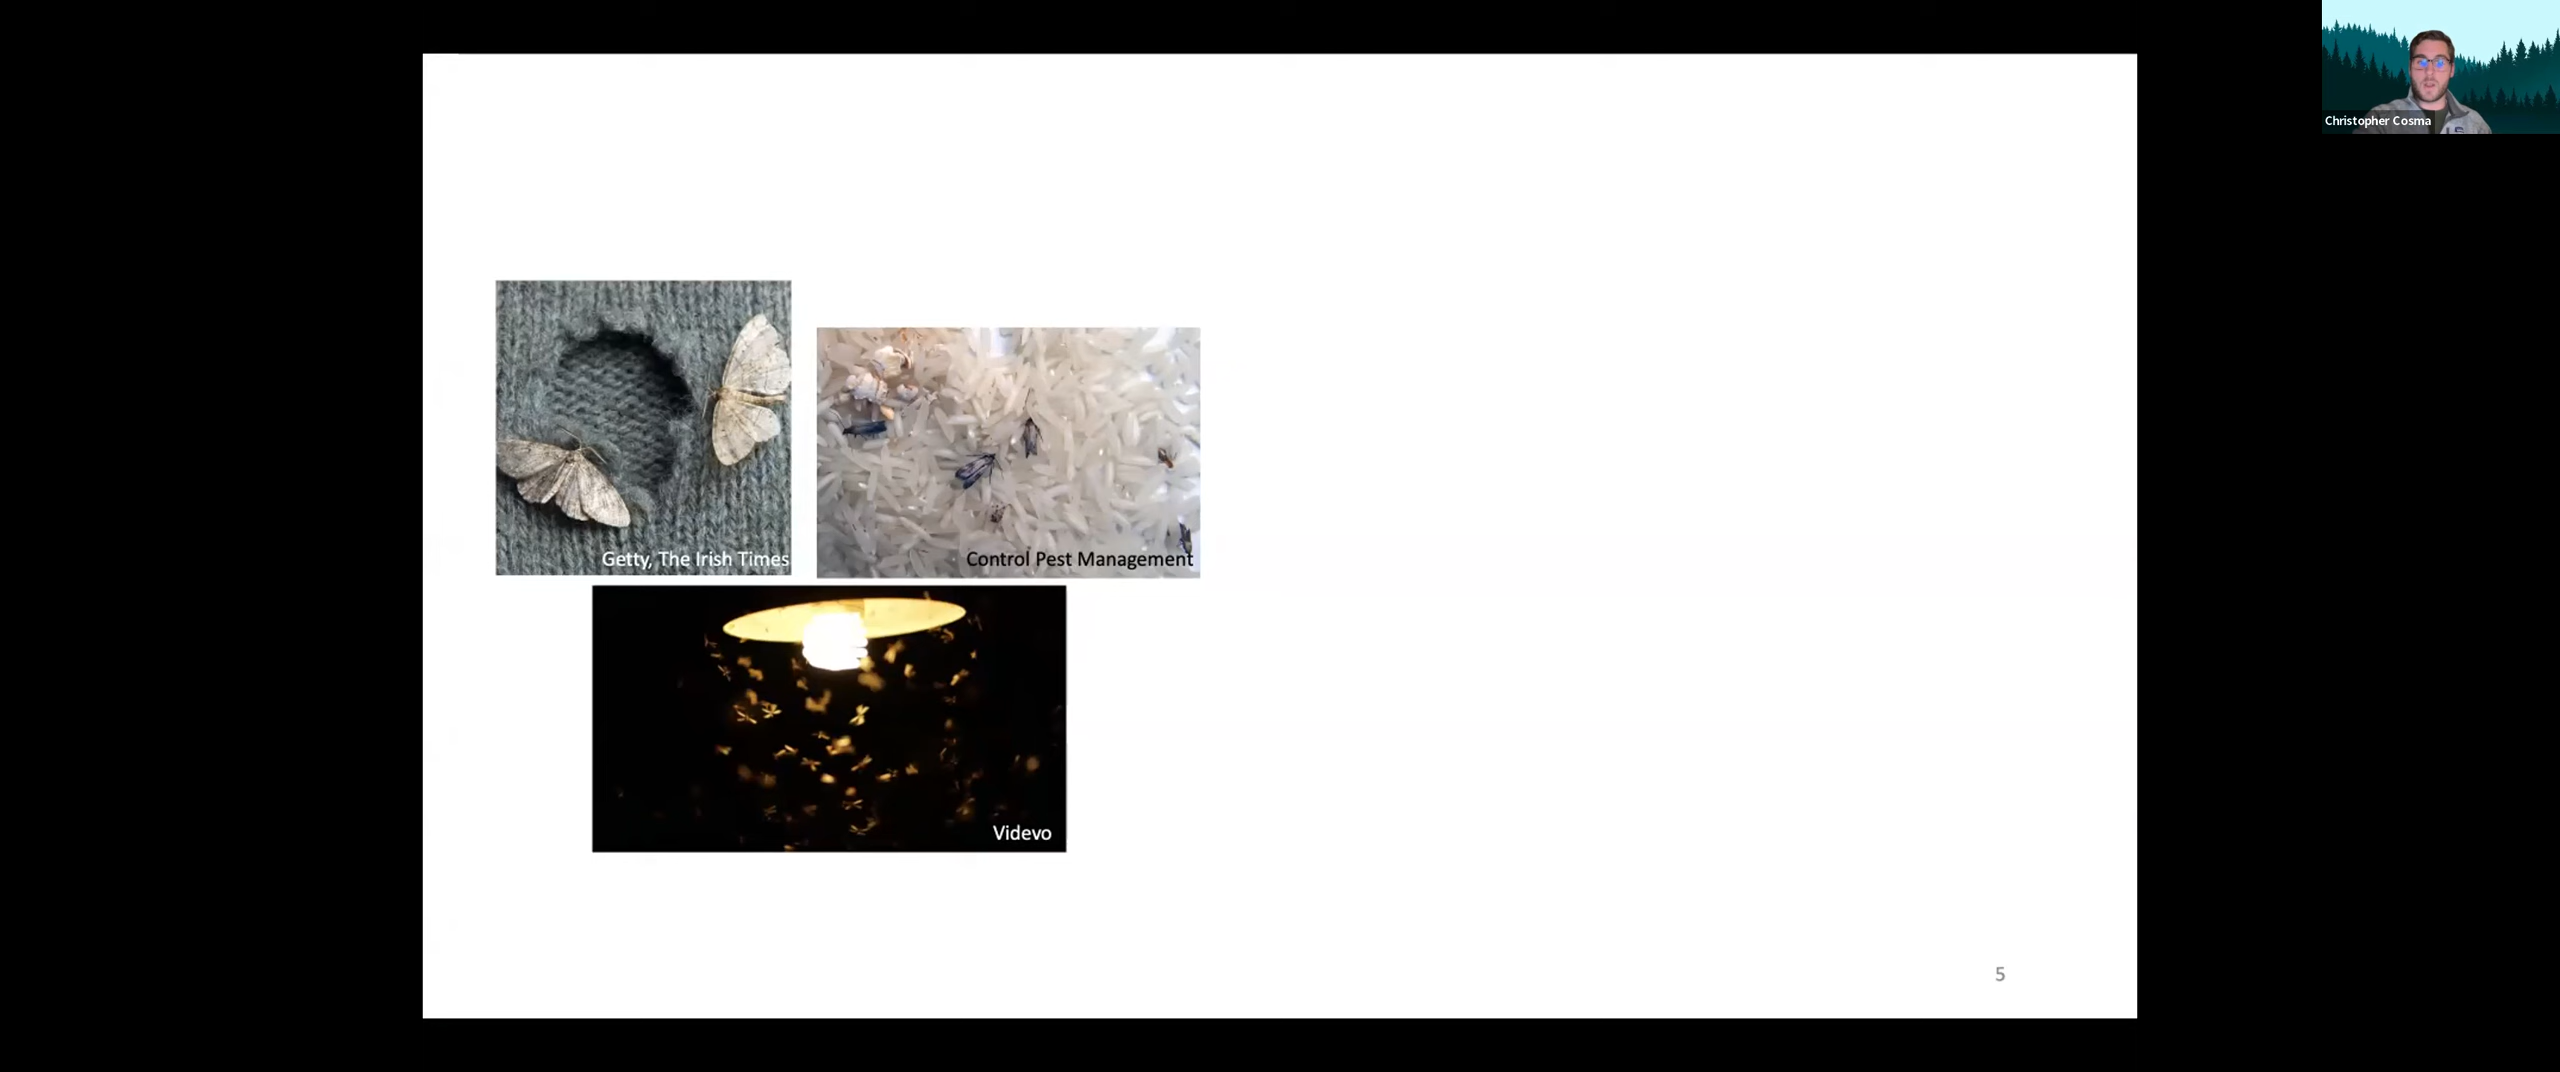 Christopher Cosma
Getty, The Irish Times
Control Pest Management
Videvo
5